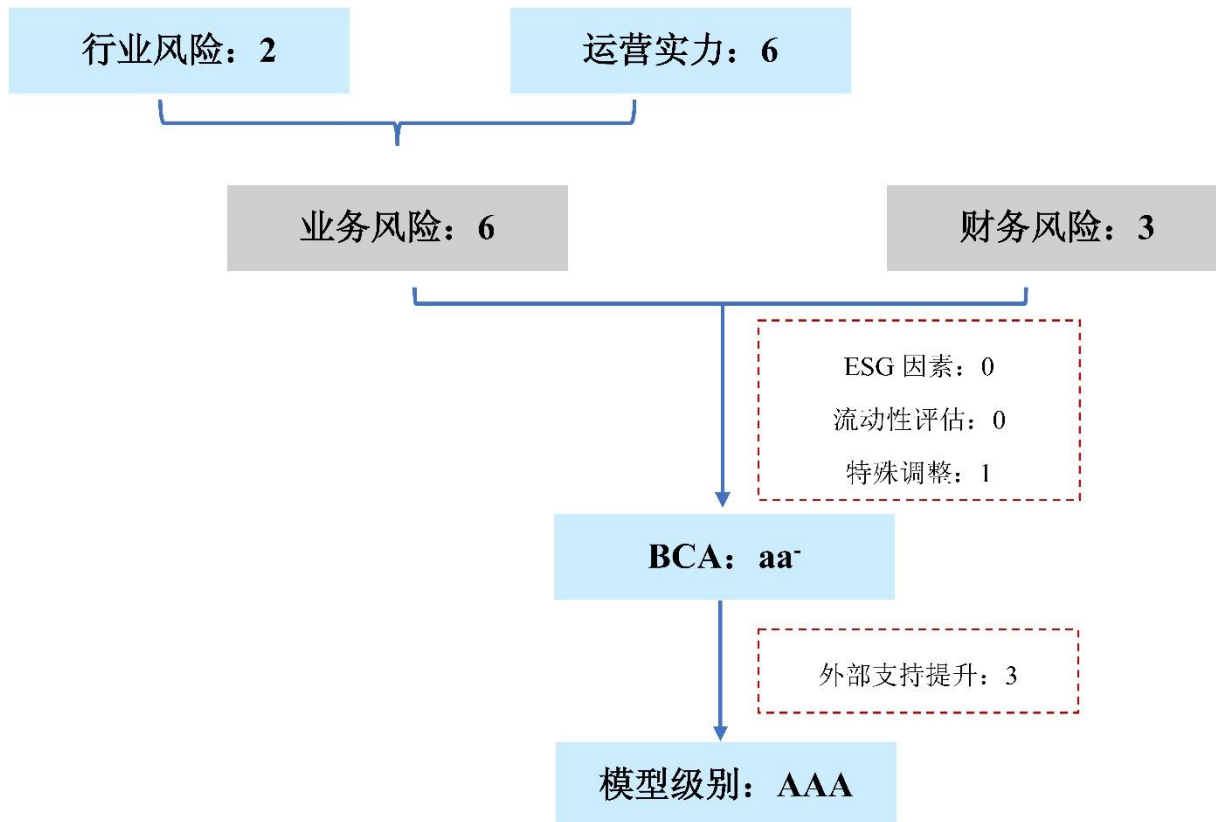 行业风险：2
运营实力：6
业务风险：6
财务风险：3
ESG 因素：0
流动性评估：0
特殊调整：1
BCA：aa-
外部支持提升：3
模型级别：AAA